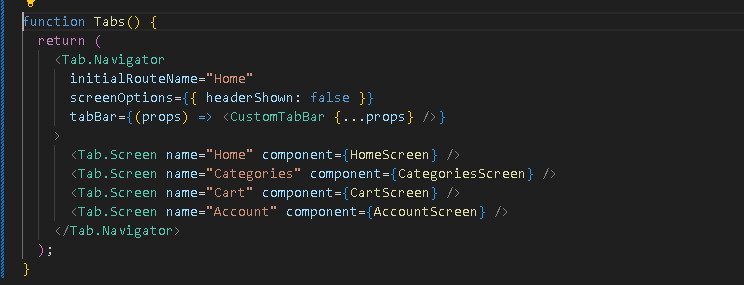 function Tabs() {
  return (
    <Tab.Navigator
      initialRouteName="Home"
      screenOptions={{ headerShown: false }}
      tabBar={(props) => <CustomTabBar {...props} />}
    >
      <Tab.Screen name="Home" component={HomeScreen} />
      <Tab.Screen name="Categories" component={CategoriesScreen} />
      <Tab.Screen name="Cart" component={CartScreen} />
      <Tab.Screen name="Account" component={AccountScreen} />
    </Tab.Navigator>
  );
}